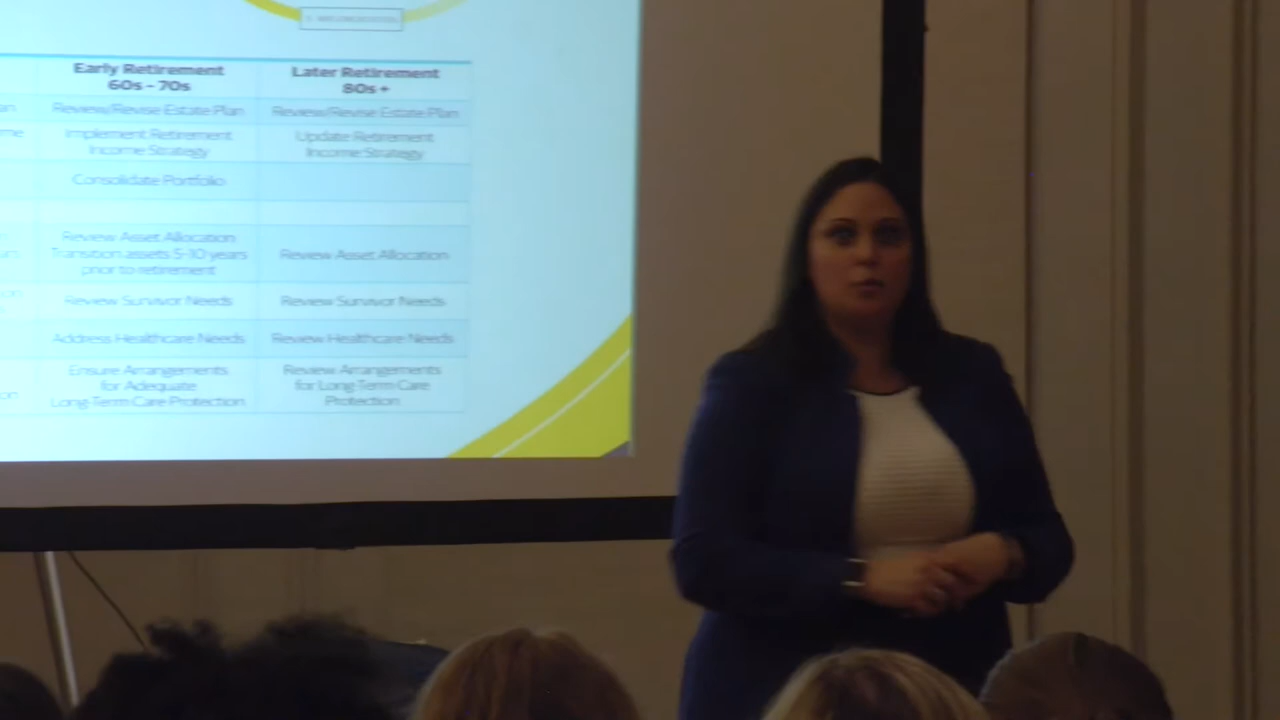 Early Retirement
60s - 70s
Later Retirement
80s +
Review/Revise Estate Plan
Review/Revise Estate Plan
Implement Retirement
Income Strategy
Update Retirement
Income Strategy
Consolidate Portfolio
Review Asset Allocation
Transition assets 5-10 years
prior to retirement
Review Asset Allocation
Review Survivor Needs
Review Survivor Needs
Address Healthcare Needs
Review Healthcare Needs
Ensure Arrangements
for Adequate
Long Term Care Protection
Review Arrangements
for Long Term Care
Protection